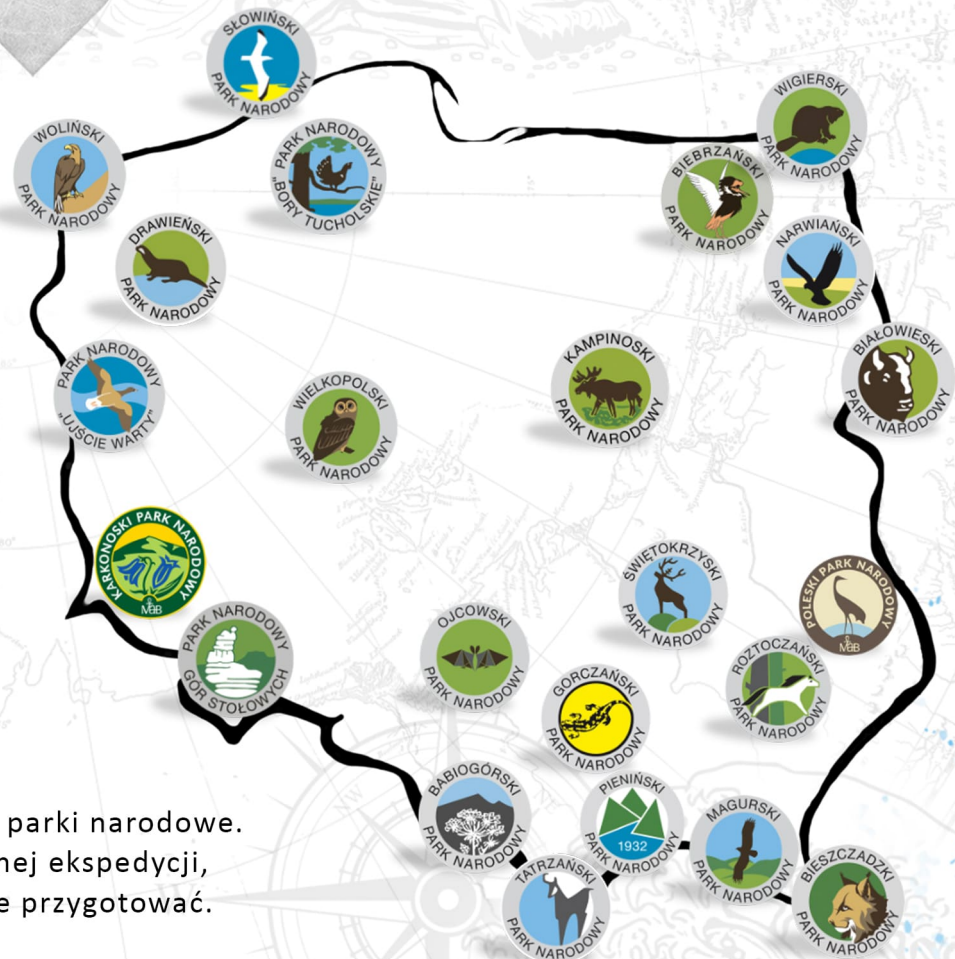 SŁOWIŃSKI
PARK NARODOWY
WOLIŃSKI
PARK NARODOWY
PARK NARODOWY
„BORY TUCHOLSKIE”
WIGIERSKI
PARK NARODOWY
BIEBRZAŃSKI
PARK NARODOWY
DRAWIEŃSKI
PARK NARODOWY
NARWIAŃSKI
PARK NARODOWY
PARK NARODOWY
„UJŚCIE WARTY”
WIELKOPOLSKI
PARK NARODOWY
KAMPINOSKI
PARK NARODOWY
BIAŁOWIESKI
PARK NARODOWY
KARKONOSKI PARK NARODOWY
MaB
ŚWIĘTOKRZYSKI
PARK NARODOWY
POLESKI PARK NARODOWY
MaB
PARK NARODOWY
GÓR STOŁOWYCH
OJCOWSKI
PARK NARODOWY
ROZTOCZAŃSKI
PARK NARODOWY
GORCZAŃSKI
PARK NARODOWY
BABIOGÓRSKI
PARK NARODOWY
PIENIŃSKI
1932
PARK NARODOWY
MAGURSKI
PARK NARODOWY
TATRZAŃSKI
PARK NARODOWY
BIESZCZADZKI
PARK NARODOWY
parki narodowe.
nej ekspedycji,
e przygotować.